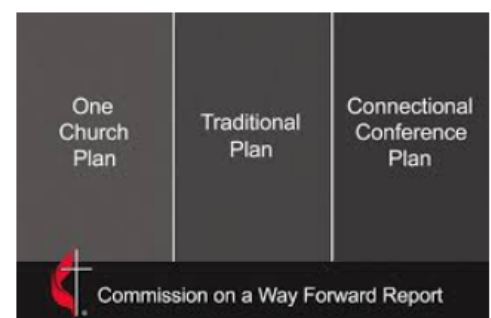 One
Church
Plan
Traditional
Plan
Connectional
Conference
Plan
Commission on a Way Forward Report